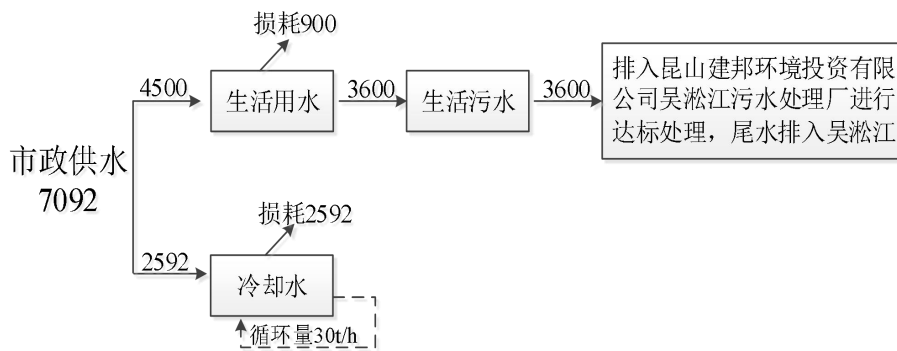 损耗900
4500
生活用水
3600
生活污水
3600
排入昆山建邦环境投资有限
公司吴淞江污水处理厂进行
达标处理，尾水排入吴淞江
市政供水
7092
损耗2592
2592
冷却水
循环量30t/h